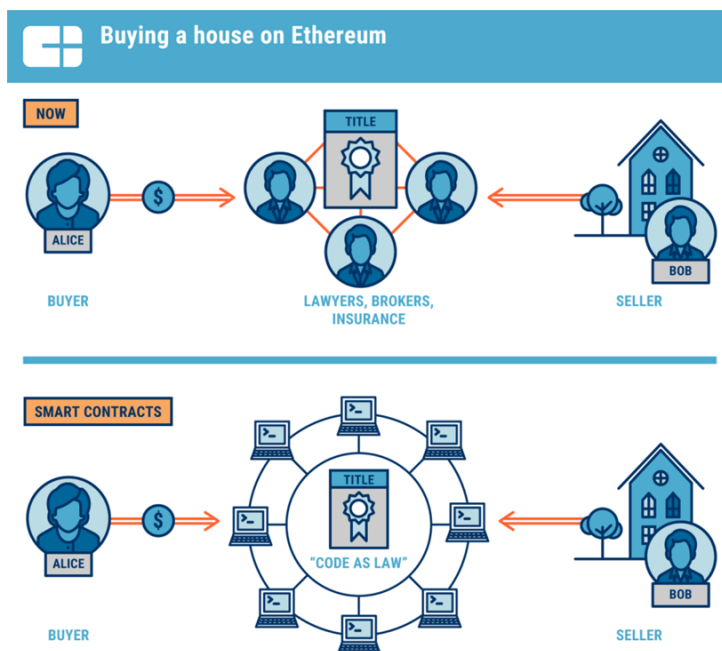 Buying a house on Ethereum
NOW
TITLE
$
ALICE
BOB
BUYER
LAWYERS, BROKERS,
INSURANCE
SELLER
SMART CONTRACTS
>_
>_
>_
TITLE
$
>_
>_
"CODE AS LAW"
ALICE
BOB
>_
>_
>_
BUYER
SELLER